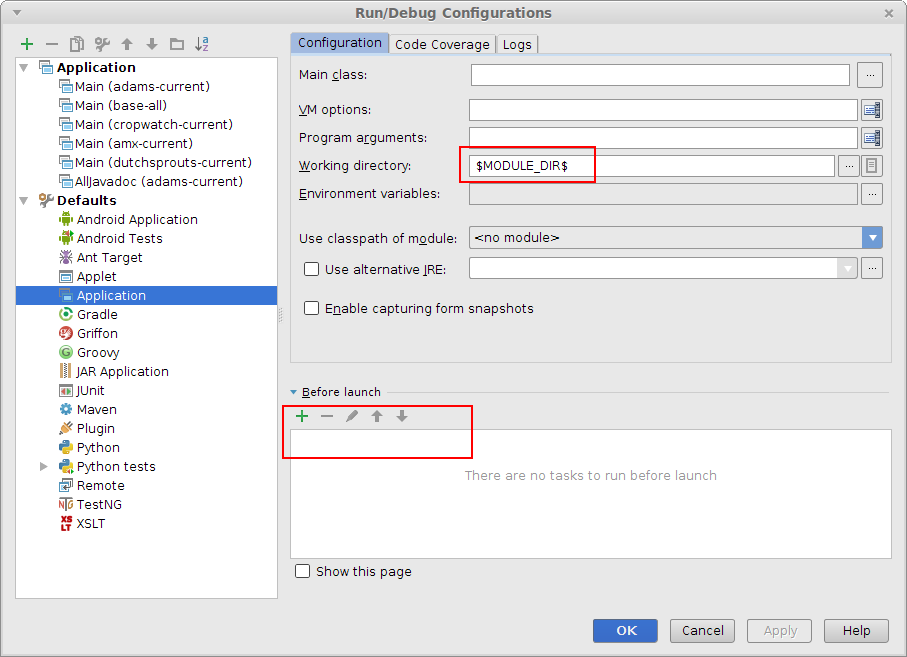 Run/Debug Configurations
Application
Main (adams-current)
Main (base-all)
Main (cropwatch-current)
Main (amx-current)
Main (dutchsprouts-current)
AllJavadoc (adams-current)
Defaults
Android Application
Android Tests
Ant Target
Applet
Application
Gradle
Griffon
Groovy
JAR Application
JUnit
Maven
Plugin
Python
Python tests
Remote
TestNG
XSLT
Configuration
Code Coverage
Logs
Main class:
...
VM options:
Program arguments:
Working directory: $MODULE_DIR$
...
Environment variables:
...
Use classpath of module: <no module>
Use alternative JRE:
...
Enable capturing form snapshots
Before launch
There are no tasks to run before launch
Show this page
OK
Cancel
Apply
Help